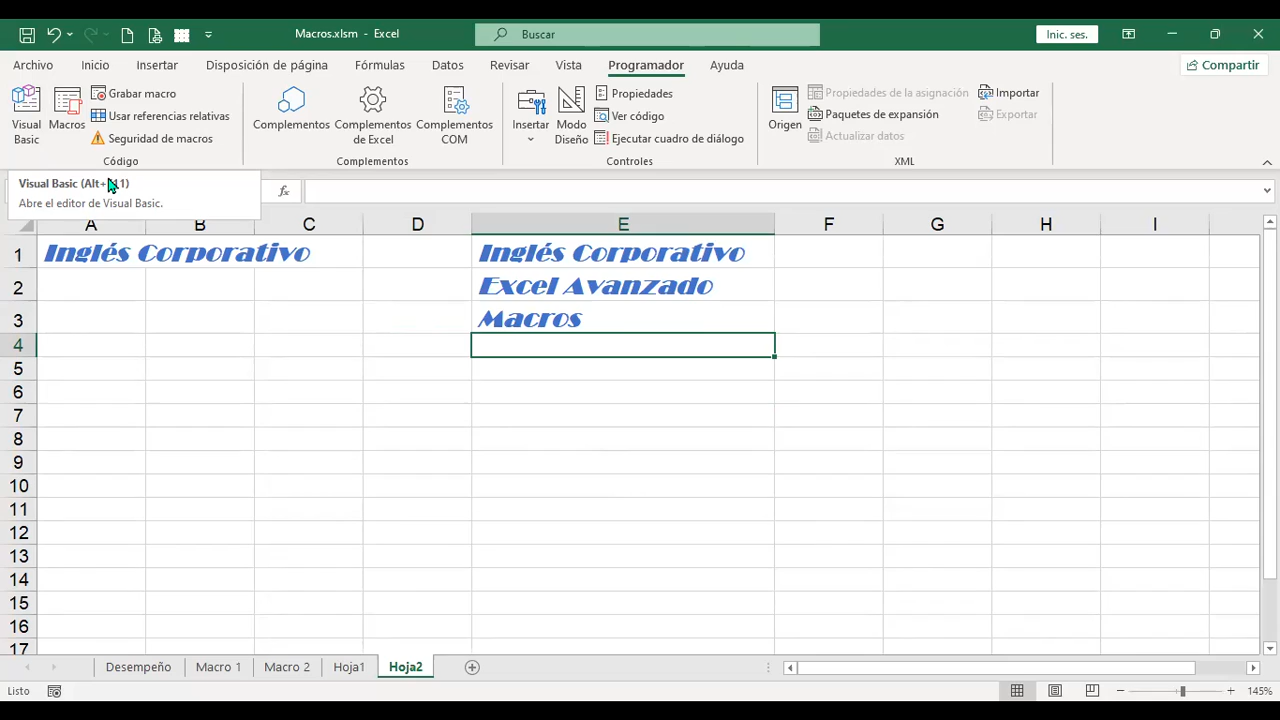 Macros.xlsm - Excel
Buscar
Inic. ses.
Archivo Inicio Insertar Disposición de página Fórmulas Datos Revisar Vista Programador Ayuda Compartir
Visual Basic
Macros
Grabar macro
Usar referencias relativas
Seguridad de macros
Código
Complementos
Complementos de Excel
Complementos COM
Complementos
Insertar
Modo Diseño
Propiedades
Ver código
Ejecutar cuadro de diálogo
Controles
Origen
Propiedades de la asignación
Paquetes de expansión
Actualizar datos
Importar
Exportar
XML
Visual Basic (Alt+ 11)
Abre el editor de Visual Basic.
fx
A B C D E F G H I
1 Inglés Corporativo Inglés Corporativo
2 Excel Avanzado
3 Macros
4
5
6
7
8
9
10
11
12
13
14
15
16
17
Desempeño Macro 1 Macro 2 Hoja1 Hoja2
Listo 145%